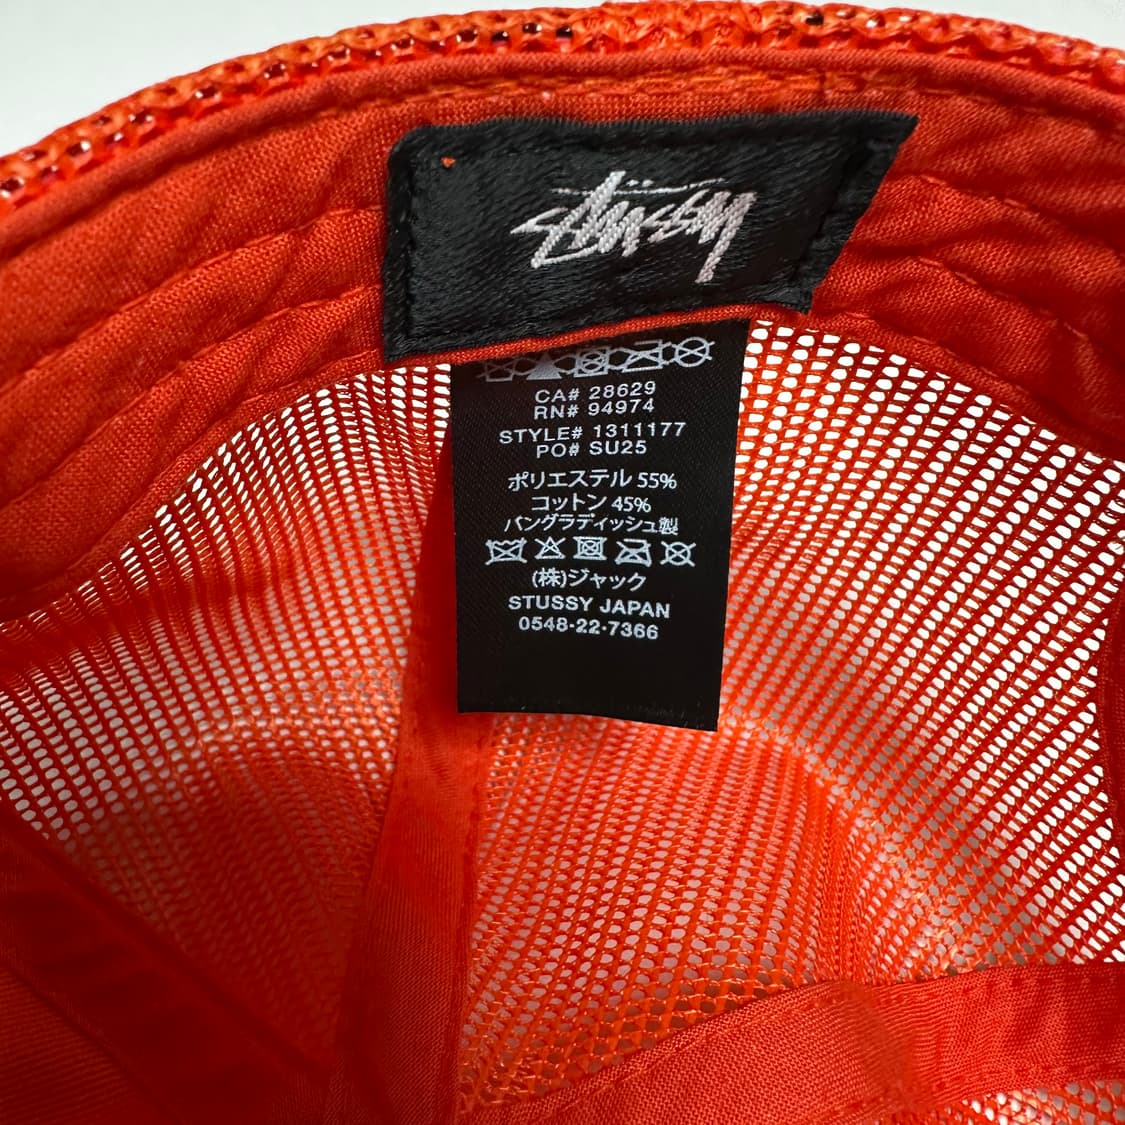 Stüssy
CA# 28629
RN# 94974
STYLE# 1311177
PO# SU25
ポリエステル 55%
コットン 45%
バングラディッシュ製
(株)ジャック
STUSSY JAPAN
0548-22-7366